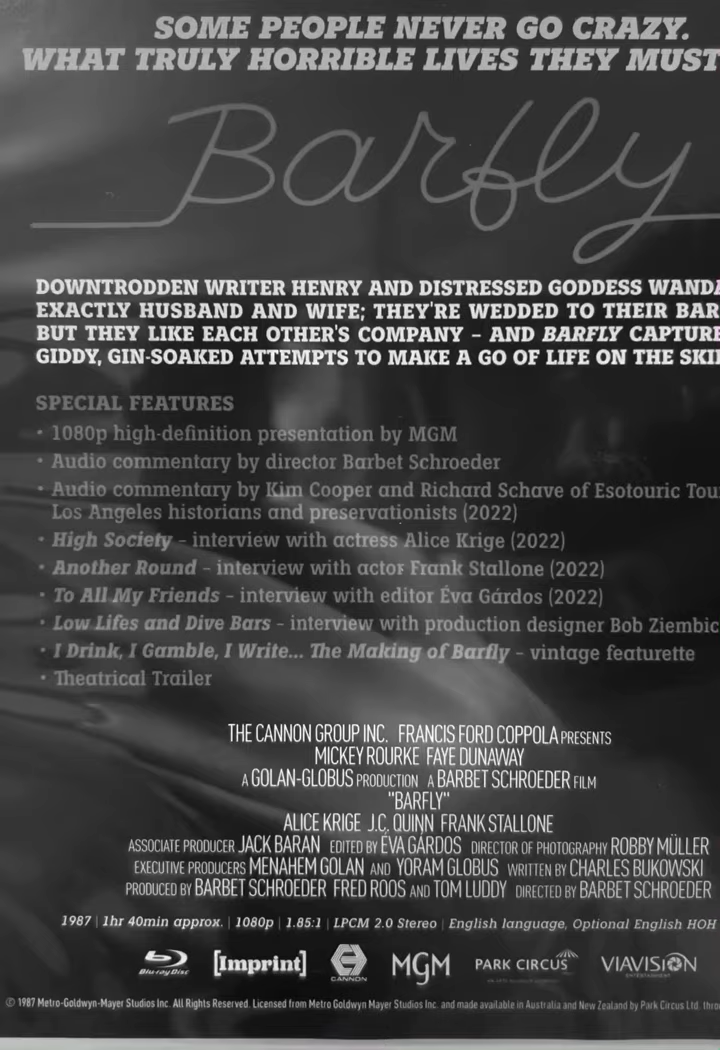 SOME PEOPLE NEVER GO CRAZY.
WHAT TRULY HORRIBLE LIVES THEY MUST
Barfly
DOWNTRODDEN WRITER HENRY AND DISTRESSED GODDESS WANDA
EXACTLY HUSBAND AND WIFE; THEY'RE WEDDED TO THEIR BAR
BUT THEY LIKE EACH OTHER'S COMPANY – AND BARFLY CAPTURE
GIDDY, GIN-SOAKED ATTEMPTS TO MAKE A GO OF LIFE ON THE SKI
SPECIAL FEATURES
• 1080p high-definition presentation by MGM
• Audio commentary by director Barbet Schroeder
• Audio commentary by Kim Cooper and Richard Schave of Esotouric Tou
Los Angeles historians and preservationists (2022)
• High Society – interview with actress Alice Krige (2022)
• Another Round – interview with actor Frank Stallone (2022)
• To All My Friends – interview with editor Éva Gárdos (2022)
• Low Lifes and Dive Bars – interview with production designer Bob Ziembic
• I Drink, I Gamble, I Write... The Making of Barfly – vintage featurette
• Theatrical Trailer
THE CANNON GROUP INC. FRANCIS FORD COPPOLA PRESENTS
MICKEY ROURKE FAYE DUNAWAY
A GOLAN-GLOBUS PRODUCTION A BARBET SCHROEDER FILM
"BARFLY"
ALICE KRIGE J.C. QUINN FRANK STALLONE
ASSOCIATE PRODUCER JACK BARAN EDITED BY ÉVA GÁRDOS DIRECTOR OF PHOTOGRAPHY ROBBY MÜLLER
EXECUTIVE PRODUCERS MENAHEM GOLAN AND YORAM GLOBUS WRITTEN BY CHARLES BUKOWSKI
PRODUCED BY BARBET SCHROEDER FRED ROOS AND TOM LUDDY DIRECTED BY BARBET SCHROEDER
1987 | 1hr 40min approx. | 1080p | 1.85:1 | LPCM 2.0 Stereo | English language, Optional English HOH
Blu-ray Disc [Imprint] CANNON MGM PARK CIRCUS VIAVISION ENTERTAINMENT
© 1987 Metro-Goldwyn-Mayer Studios Inc. All Rights Reserved. Licensed from Metro Goldwyn Mayer Studios Inc. and made available in Australia and New Zealand by Park Circus Ltd. thro